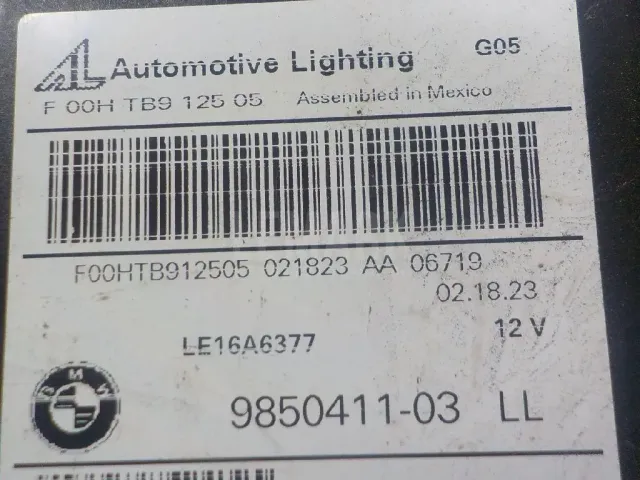 AL Automotive Lighting G05
F 00H TB9 125 05 Assembled in Mexico
F00HTB912505 021823 AA 06719
02.18.23
12 V
LE16A6377
BMW
9850411-03 LL